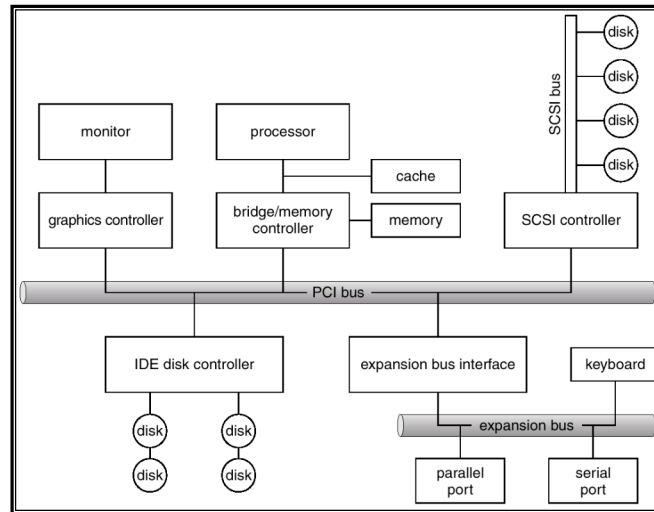 disk
disk
disk
disk
SCSI bus
monitor
processor
cache
graphics controller
bridge/memory
controller
memory
SCSI controller
PCI bus
IDE disk controller
expansion bus interface
keyboard
disk
disk
expansion bus
disk
disk
parallel
port
serial
port